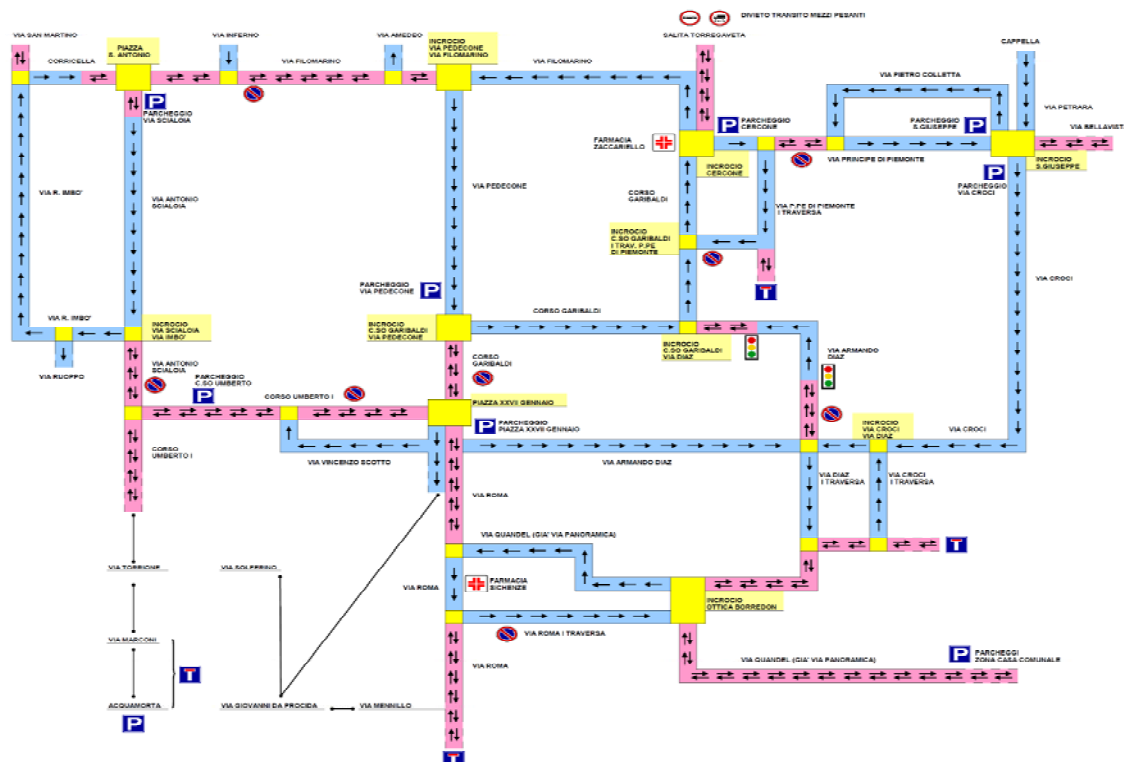 DIVIETO TRANSITO MEZZI PESANTI
VIA SAN MARTINO
VIA INFERNO
VIA AMEDEO
SALITA TORREGAVETA
CAPPELLA
PIAZZA
S. ANTONIO
INCROCIO
VIA PEDECONE
VIA FILOMARINO
CORRICELLA
VIA FILOMARINO
VIA FILOMARINO
VIA PIETRO COLLETTA
P
PARCHEGGIO
VIA SCIALOIA
P
PARCHEGGIO
CERCONE
PARCHEGGIO
S.GIUSEPPE
P
VIA PETRARA
VIA BELLAVISTA
FARMACIA
ZACCARIELLO
VIA PRINCIPE DI PIEMONTE
INCROCIO
CERCONE
INCROCIO
S.GIUSEPPE
P
PARCHEGGIO
VIA CROCI
VIA R. IMBO'
VIA ANTONIO
SCIALOIA
VIA PEDECONE
CORSO
GARIBALDI
VIA P.PE DI PIEMONTE
I TRAVERSA
INCROCIO
C.SO GARIBALDI
I TRAV. P.PE
DI PIEMONTE
VIA CROCI
PARCHEGGIO
VIA PEDECONE
P
T
VIA R. IMBO'
INCROCIO
VIA SCIALOIA
VIA IMBO'
INCROCIO
C.SO GARIBALDI
VIA PEDECONE
CORSO GARIBALDI
INCROCIO
C.SO GARIBALDI
VIA DIAZ
VIA ARMANDO
DIAZ
VIA RUOPPO
VIA ANTONIO
SCIALOIA
PARCHEGGIO
C.SO UMBERTO
P
CORSO
GARIBALDI
CORSO UMBERTO I
PIAZZA XXVII GENNAIO
P
PARCHEGGIO
PIAZZA XXVII GENNAIO
INCROCIO
VIA CROCI
VIA DIAZ
VIA CROCI
CORSO
UMBERTO I
VIA VINCENZO SCOTTO
VIA ARMANDO DIAZ
VIA DIAZ
I TRAVERSA
VIA CROCI
I TRAVERSA
VIA ROMA
VIA QUANDEL (GIA' VIA PANORAMICA)
T
VIA TORRIONE
VIA SOLFERINO
VIA ROMA
FARMACIA
SICHENZE
INCROCIO
OTTICA BORREDON
VIA ROMA I TRAVERSA
VIA MARCONI
T
VIA ROMA
VIA QUANDEL (GIA' VIA PANORAMICA)
P
PARCHEGGI
ZONA CASA COMUNALE
ACQUAMORTA
P
VIA GIOVANNI DA PROCIDA
VIA MENNILLO
T